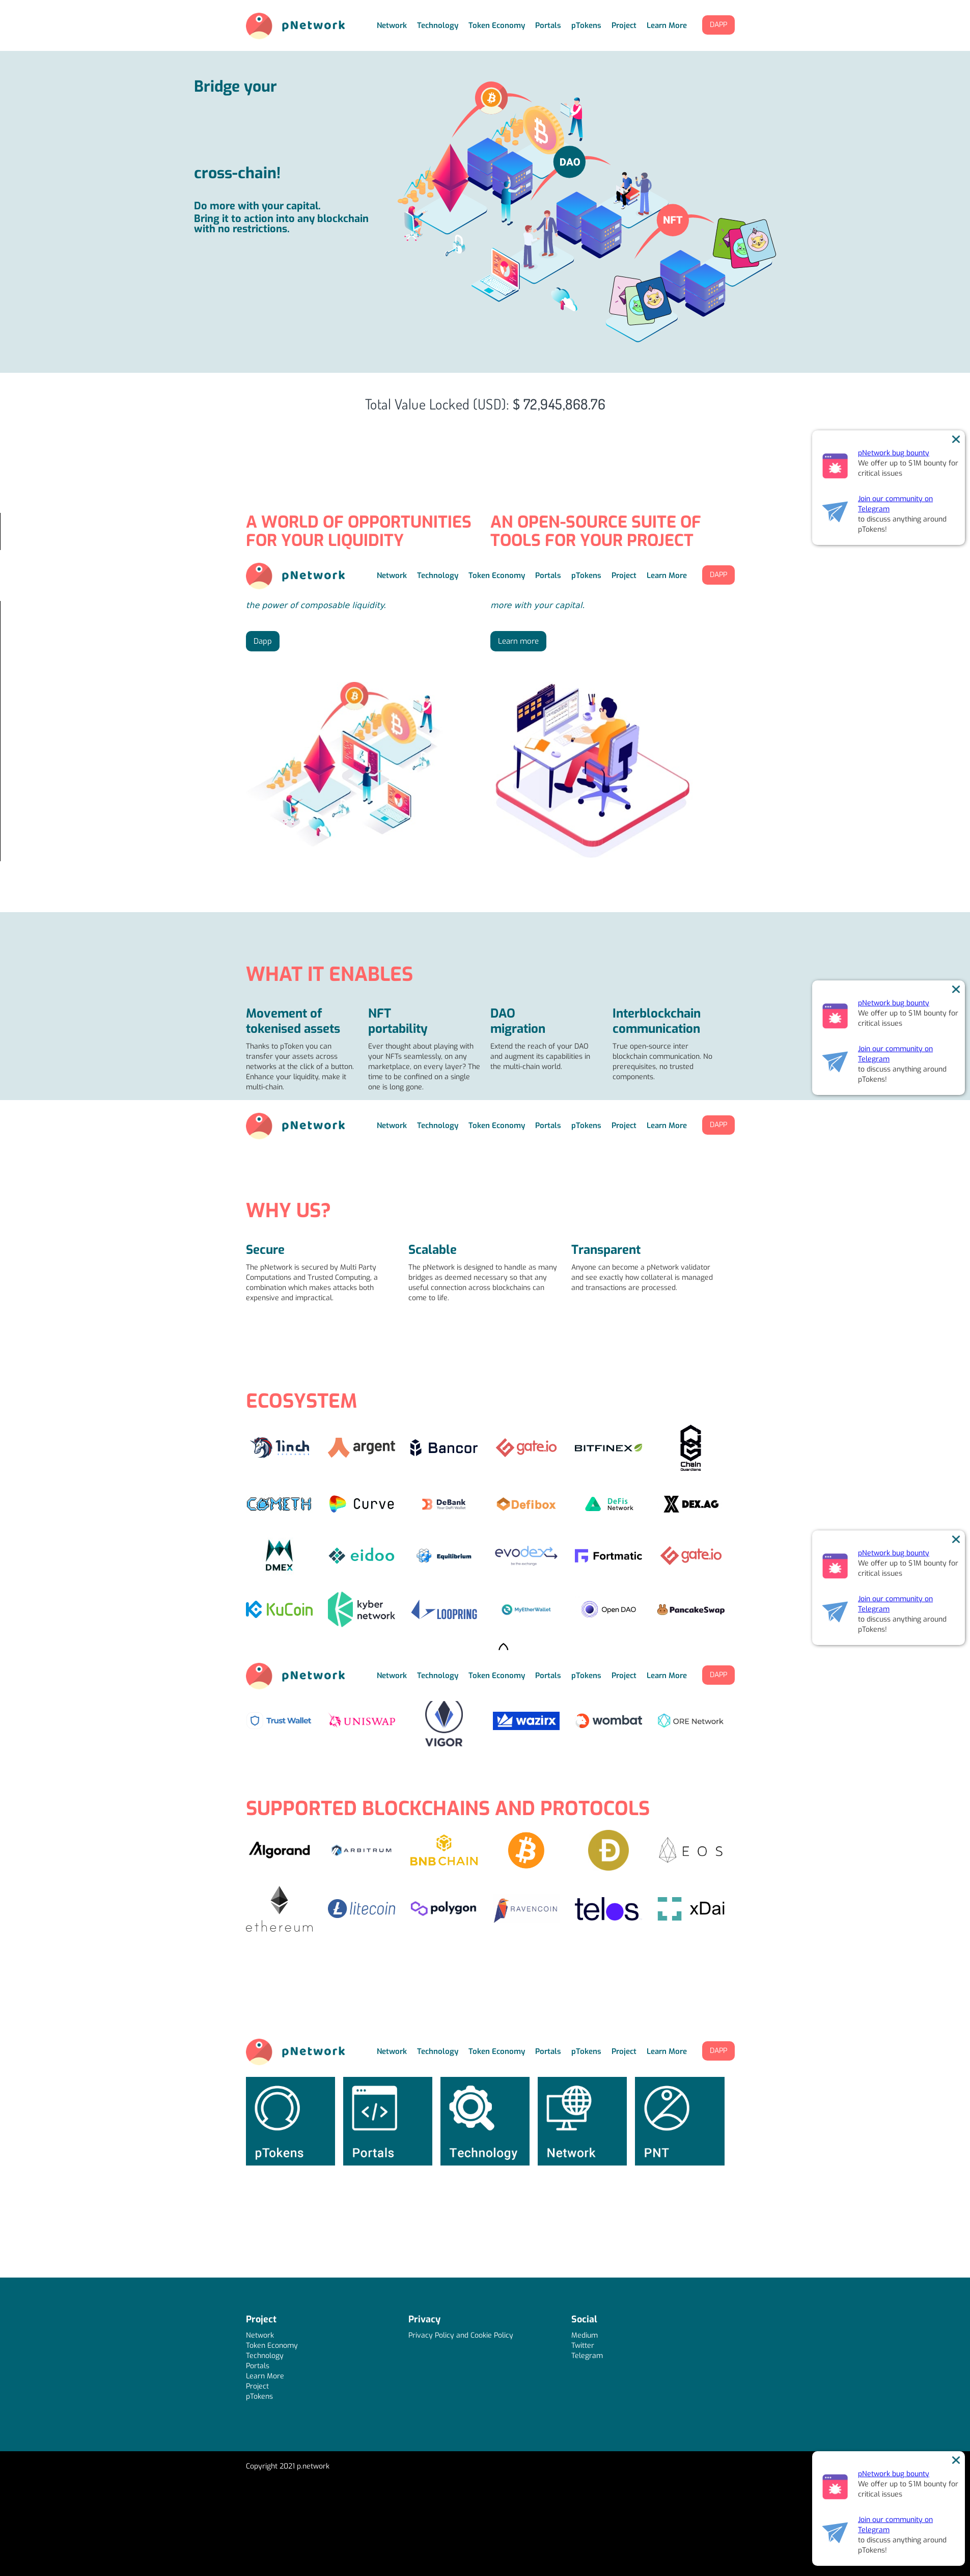 pNetwork
Network Technology Token Economy Portals pTokens Project Learn More DAPP
Bridge your
cross-chain!
Do more with your capital.
Bring it to action into any blockchain
with no restrictions.
DAO
NFT
Total Value Locked (USD): $ 72,945,868.76
pNetwork bug bounty
We offer up to $1M bounty for
critical issues
Join our community on
Telegram
to discuss anything around
pTokens!
A WORLD OF OPPORTUNITIES
FOR YOUR LIQUIDITY
AN OPEN-SOURCE SUITE OF
TOOLS FOR YOUR PROJECT
pNetwork
Network Technology Token Economy Portals pTokens Project Learn More DAPP
the power of composable liquidity.
more with your capital.
Dapp
Learn more
WHAT IT ENABLES
Movement of
tokenised assets
Thanks to pToken you can
transfer your assets across
networks at the click of a button.
Enhance your liquidity, make it
multi-chain.
NFT
portability
Ever thought about playing with
your NFTs seamlessly, on any
marketplace, on every layer? The
time to be confined on a single
one is long gone.
DAO
migration
Extend the reach of your DAO
and augment its capabilities in
the multi-chain world.
Interblockchain
communication
True open-source inter
blockchain communication. No
prerequisites, no trusted
components.
pNetwork bug bounty
We offer up to $1M bounty for
critical issues
Join our community on
Telegram
to discuss anything around
pTokens!
pNetwork
Network Technology Token Economy Portals pTokens Project Learn More DAPP
WHY US?
Secure
The pNetwork is secured by Multi Party
Computations and Trusted Computing, a
combination which makes attacks both
expensive and impractical.
Scalable
The pNetwork is designed to handle as many
bridges as deemed necessary so that any
useful connection across blockchains can
come to life.
Transparent
Anyone can become a pNetwork validator
and see exactly how collateral is managed
and transactions are processed.
ECOSYSTEM
1inch argent Bancor gate.io BITFINEX Chain Guardians
COMETH Curve DeBank Defibox DeFis Network DEX.AG
DMEX eidoo Equilibrium evodex Fortmatic gate.io
KuCoin kyber network LOOPRING MyEtherWallet Open DAO PancakeSwap
pNetwork bug bounty
We offer up to $1M bounty for
critical issues
Join our community on
Telegram
to discuss anything around
pTokens!
pNetwork
Network Technology Token Economy Portals pTokens Project Learn More DAPP
Trust Wallet UNISWAP VIGOR wazirx wombat ORE Network
SUPPORTED BLOCKCHAINS AND PROTOCOLS
Algorand ARBITRUM BNB CHAIN EOS
ethereum litecoin polygon RAVENCOIN telos xDai
pNetwork
Network Technology Token Economy Portals pTokens Project Learn More DAPP
pTokens Portals Technology Network PNT
Project
Network
Token Economy
Technology
Portals
Learn More
Project
pTokens
Privacy
Privacy Policy and Cookie Policy
Social
Medium
Twitter
Telegram
Copyright 2021 p.network
pNetwork bug bounty
We offer up to $1M bounty for
critical issues
Join our community on
Telegram
to discuss anything around
pTokens!